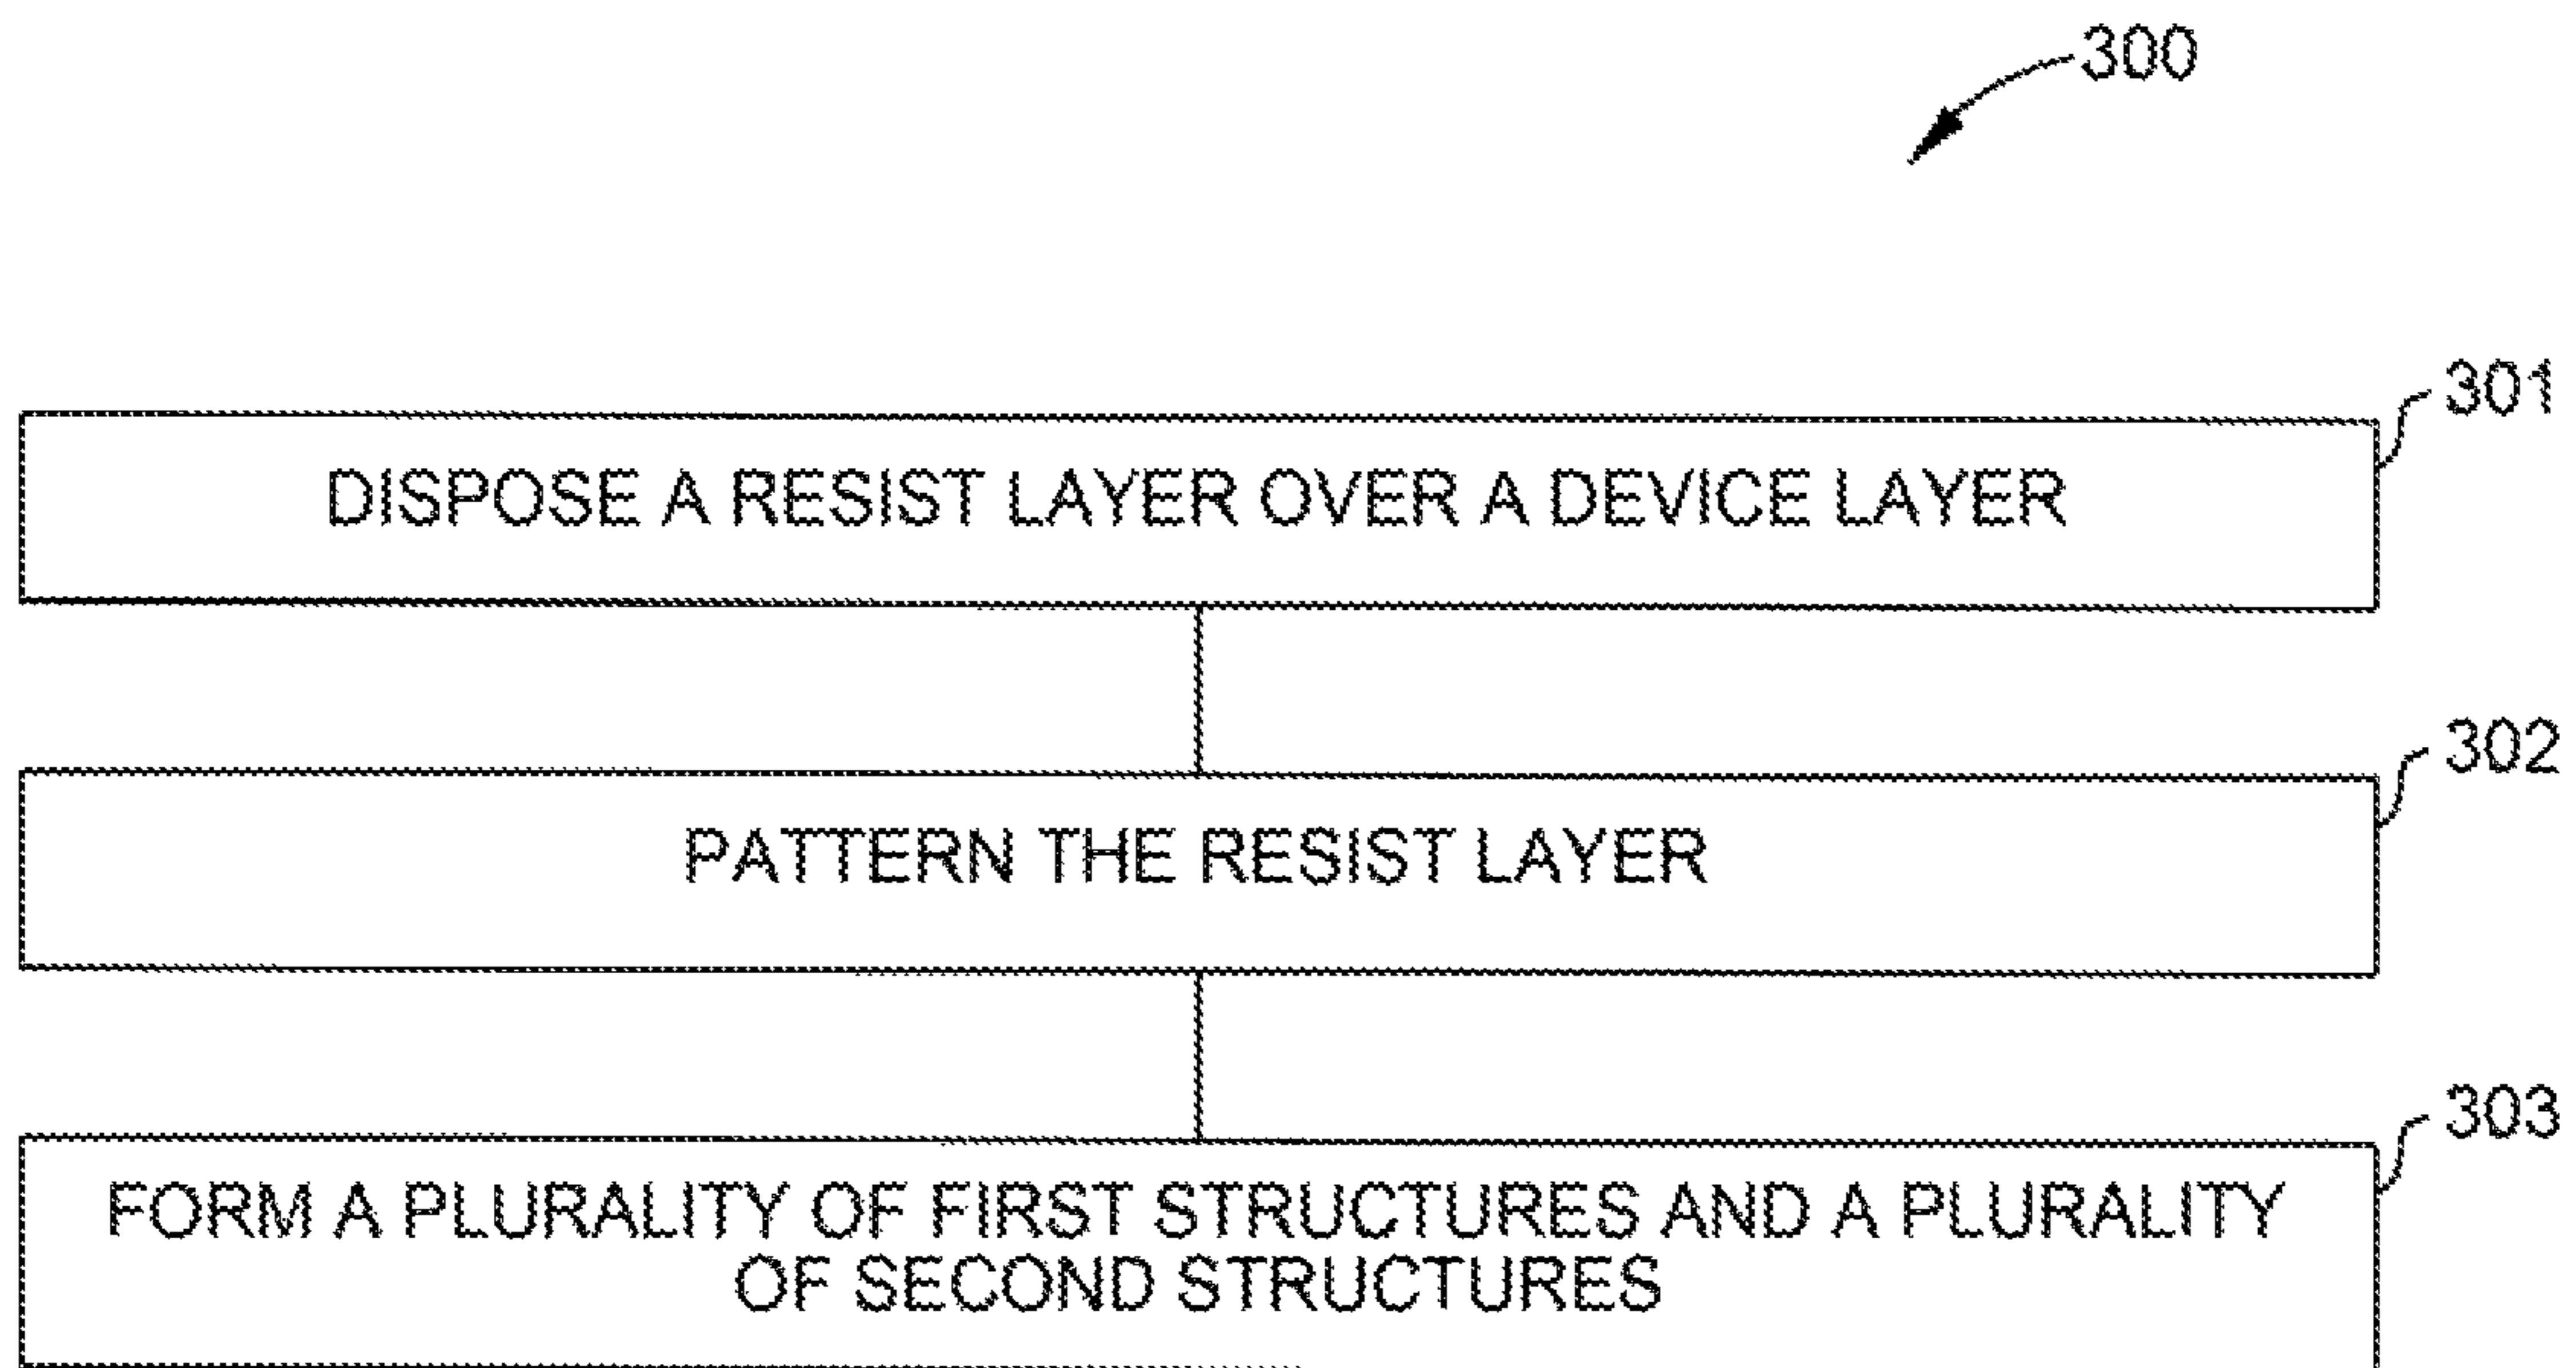 300
301
DISPOSE A RESIST LAYER OVER A DEVICE LAYER
302
PATTERN THE RESIST LAYER
303
FORM A PLURALITY OF FIRST STRUCTURES AND A PLURALITY
OF SECOND STRUCTURES